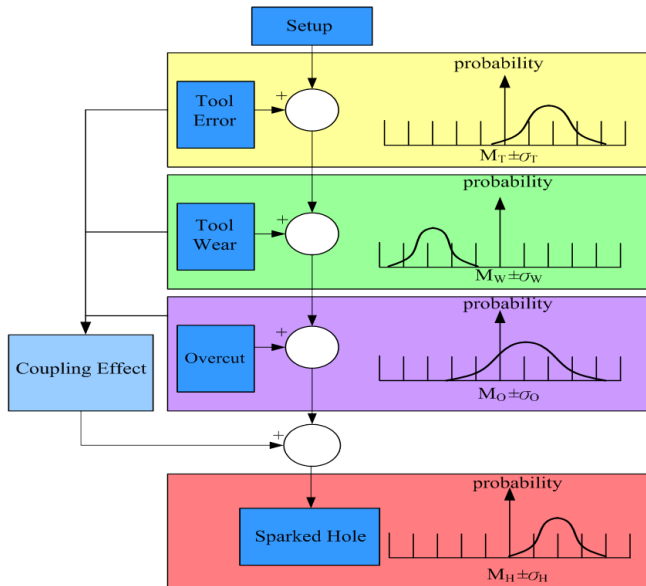 Setup
probability
+
Tool
Error
M_T ±σ_T
probability
+
Tool
Wear
M_W ±σ_W
probability
+
Overcut
Coupling Effect
M_O ±σ_O
+
probability
Sparked Hole
M_H ±σ_H